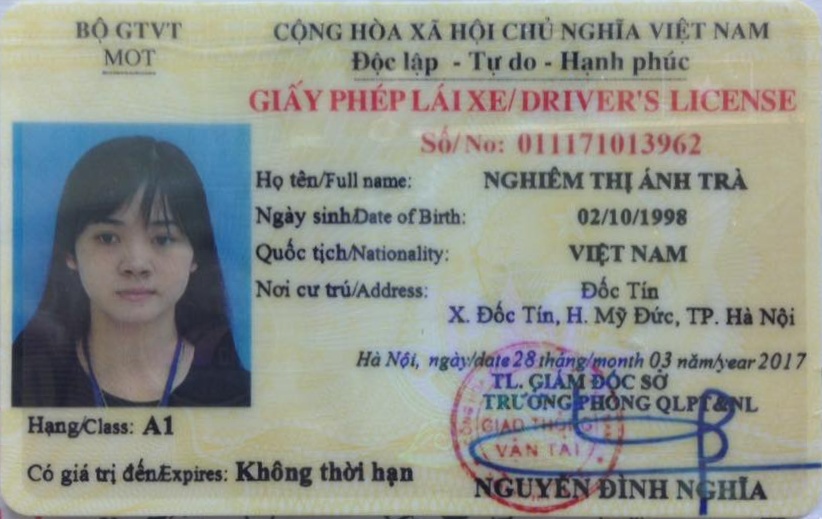 BỘ GTVT
MOT
CỘNG HÒA XÃ HỘI CHỦ NGHĨA VIỆT NAM
Độc lập - Tự do - Hạnh phúc
GIẤY PHÉP LÁI XE/ DRIVER'S LICENSE
Số/No: 011171013962
Họ tên/Full name: NGHIÊM THỊ ÁNH TRÀ
Ngày sinh/Date of Birth: 02/10/1998
Quốc tịch/Nationality: VIỆT NAM
Nơi cư trú/Address: Đốc Tín
X. Đốc Tín, H. Mỹ Đức, TP. Hà Nội
Hà Nội, ngày/date 28 tháng/month 03 năm/year 2017
TL. GIÁM ĐỐC SỞ
TRƯỞNG PHÒNG QLPT&NL
GIAO THÔNG
VẬN TẢI
Hạng/Class: A1
Có giá trị đến/Expires: Không thời hạn
NGUYỄN ĐÌNH NGHĨA